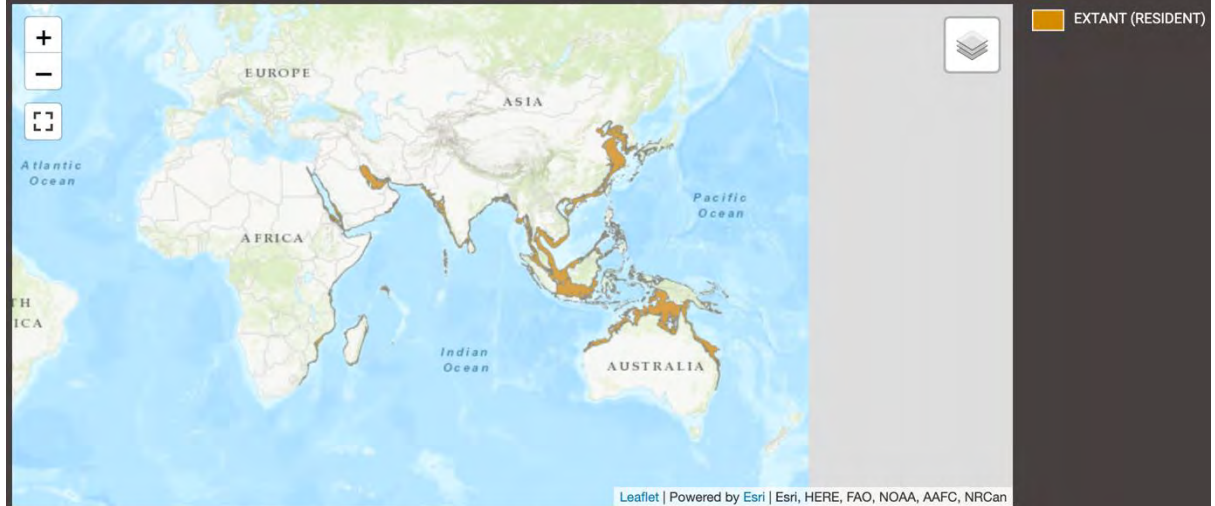 +
−
EUROPE
ASIA
Atlantic
Ocean
Pacific
Ocean
AFRICA
TH
ICA
Indian
Ocean
AUSTRALIA
Leaflet | Powered by Esri | Esri, HERE, FAO, NOAA, AAFC, NRCan
EXTANT (RESIDENT)